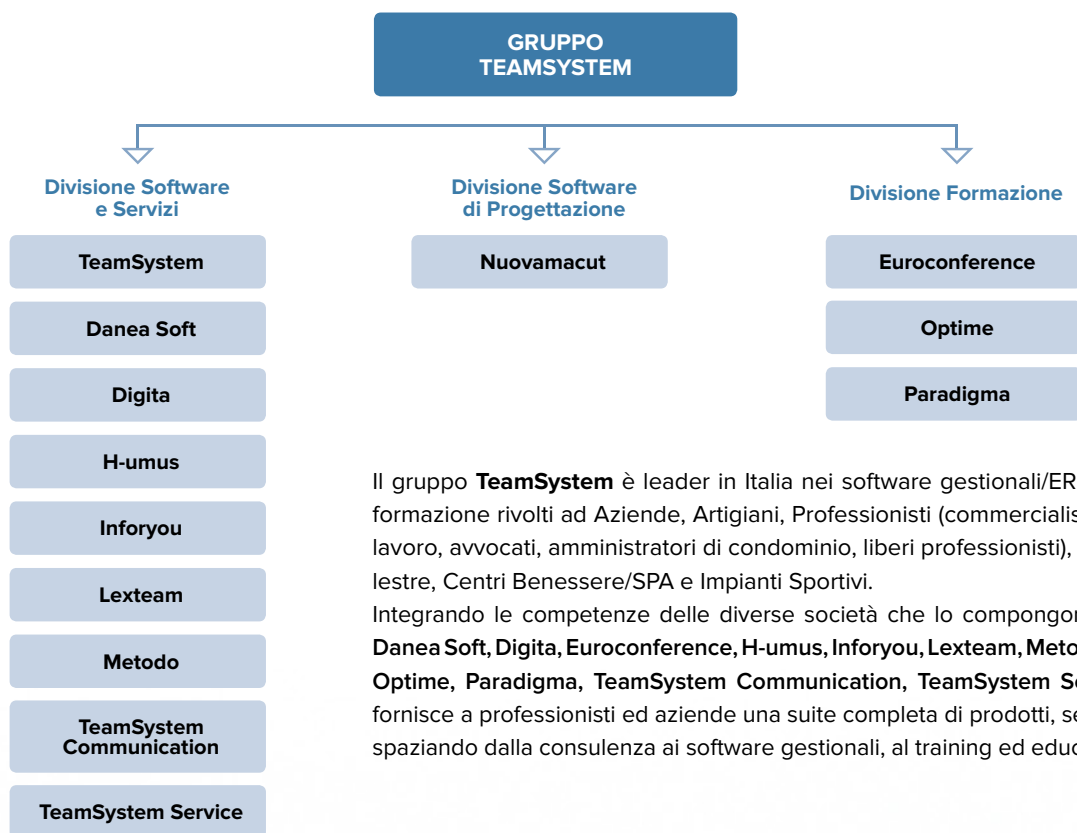 GRUPPO
TEAMSYSTEM
Divisione Software
e Servizi
TeamSystem
Danea Soft
Digita
H-umus
Inforyou
Lexteam
Metodo
TeamSystem
Communication
TeamSystem Service
Divisione Software
di Progettazione
Nuovamacut
Divisione Formazione
Euroconference
Optime
Paradigma
Il gruppo TeamSystem è leader in Italia nei software gestionali/ER
formazione rivolti ad Aziende, Artigiani, Professionisti (commercialis
lavoro, avvocati, amministratori di condominio, liberi professionisti),
lestre, Centri Benessere/SPA e Impianti Sportivi.
Integrando le competenze delle diverse società che lo compongor
Danea Soft, Digita, Euroconference, H-umus, Inforyou, Lexteam, Meto
Optime, Paradigma, TeamSystem Communication, TeamSystem Se
fornisce a professionisti ed aziende una suite completa di prodotti, se
spaziando dalla consulenza ai software gestionali, al training ed educ